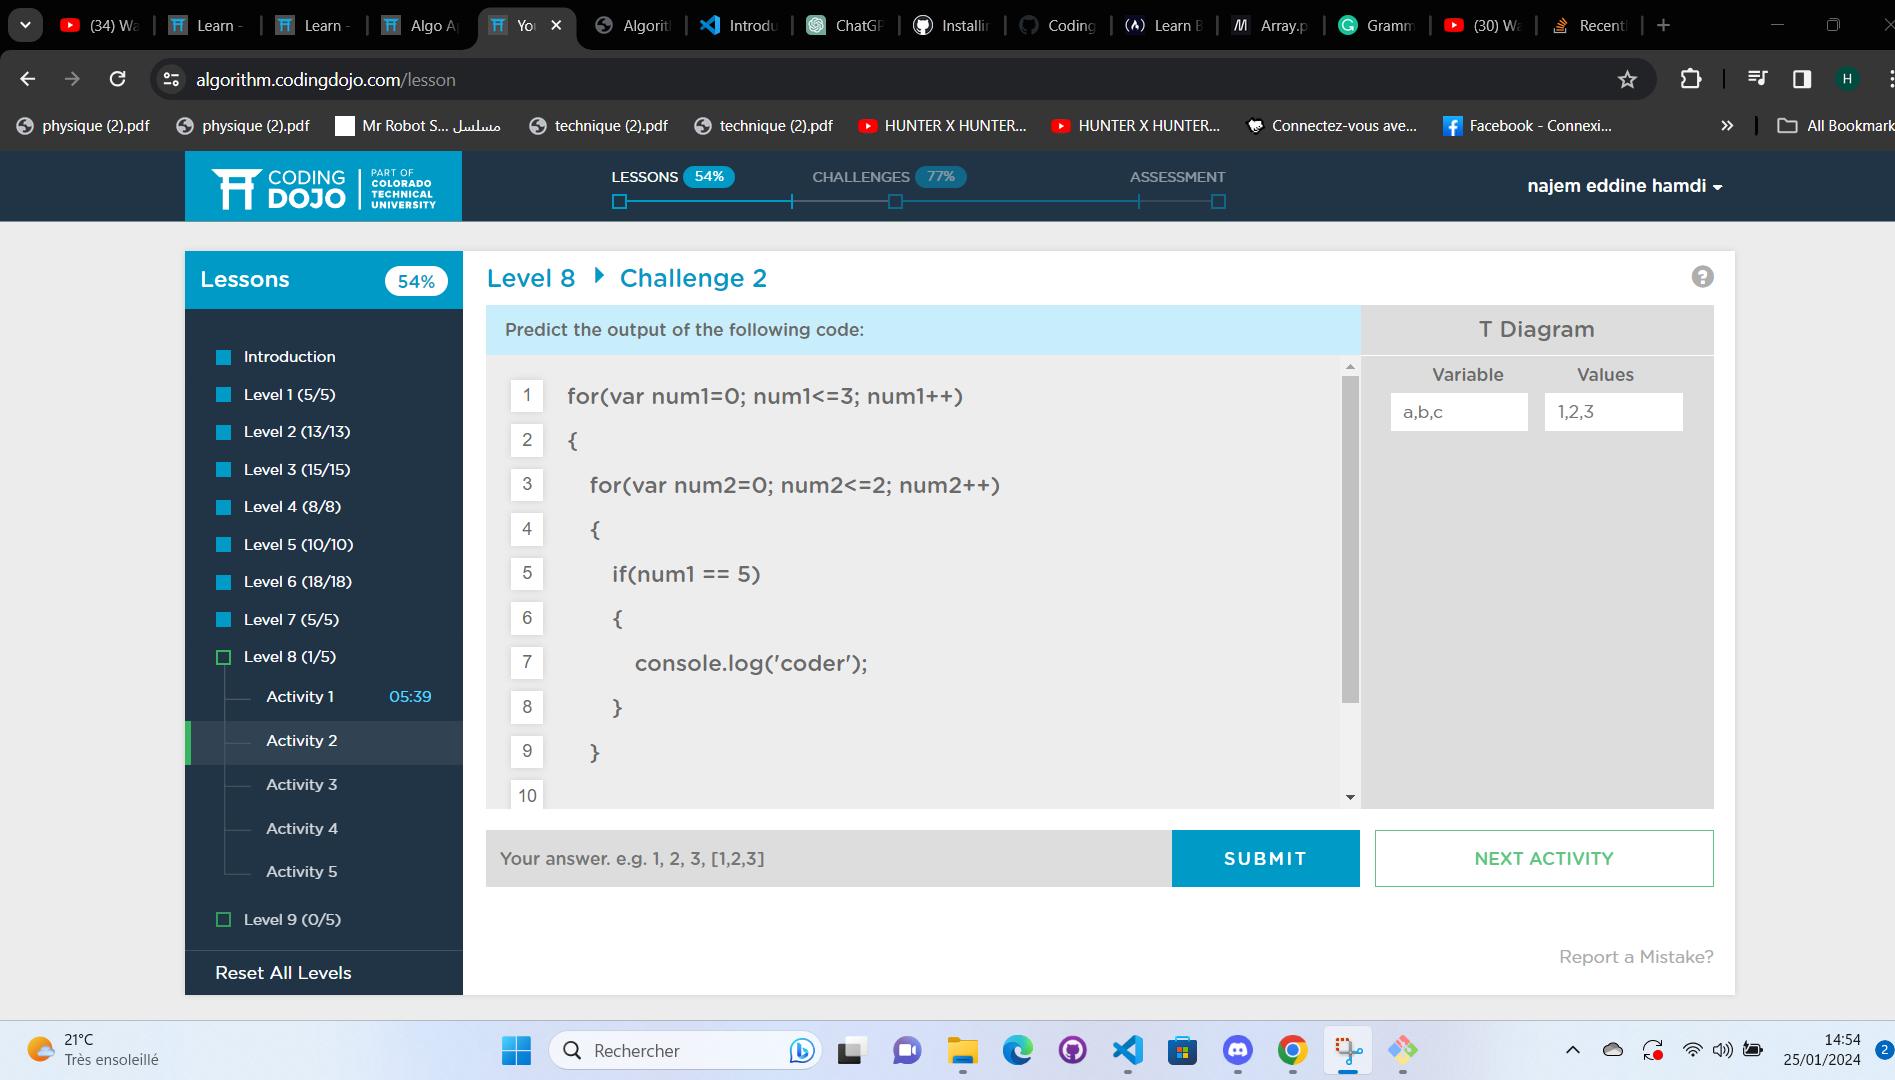 (34) Wa
Learn -
Learn -
Algo A
Yo
Algorit
Introdu
ChatGP
Installin
Coding
Learn B
Array.p
Gramm
(30) Wa
Recent
algorithm.codingdojo.com/lesson
H
physique (2).pdf
physique (2).pdf
Mr Robot S... مسلسل
technique (2).pdf
technique (2).pdf
HUNTER X HUNTER...
HUNTER X HUNTER...
Connectez-vous ave...
Facebook - Connexi...
All Bookmark
CODING DOJO
PART OF COLORADO TECHNICAL UNIVERSITY
LESSONS 54%
CHALLENGES 77%
ASSESSMENT
najem eddine hamdi
Lessons 54%
Introduction
Level 1 (5/5)
Level 2 (13/13)
Level 3 (15/15)
Level 4 (8/8)
Level 5 (10/10)
Level 6 (18/18)
Level 7 (5/5)
Level 8 (1/5)
Activity 1 05:39
Activity 2
Activity 3
Activity 4
Activity 5
Level 9 (0/5)
Reset All Levels
Level 8 Challenge 2
?
Predict the output of the following code:
1 for(var num1=0; num1<=3; num1++)
2 {
3 for(var num2=0; num2<=2; num2++)
4 {
5 if(num1 == 5)
6 {
7 console.log('coder');
8 }
9 }
10
T Diagram
Variable Values
a,b,c 1,2,3
Your answer. e.g. 1, 2, 3, [1,2,3]
SUBMIT
NEXT ACTIVITY
Report a Mistake?
21°C
Très ensoleillé
Rechercher
14:54
25/01/2024
2